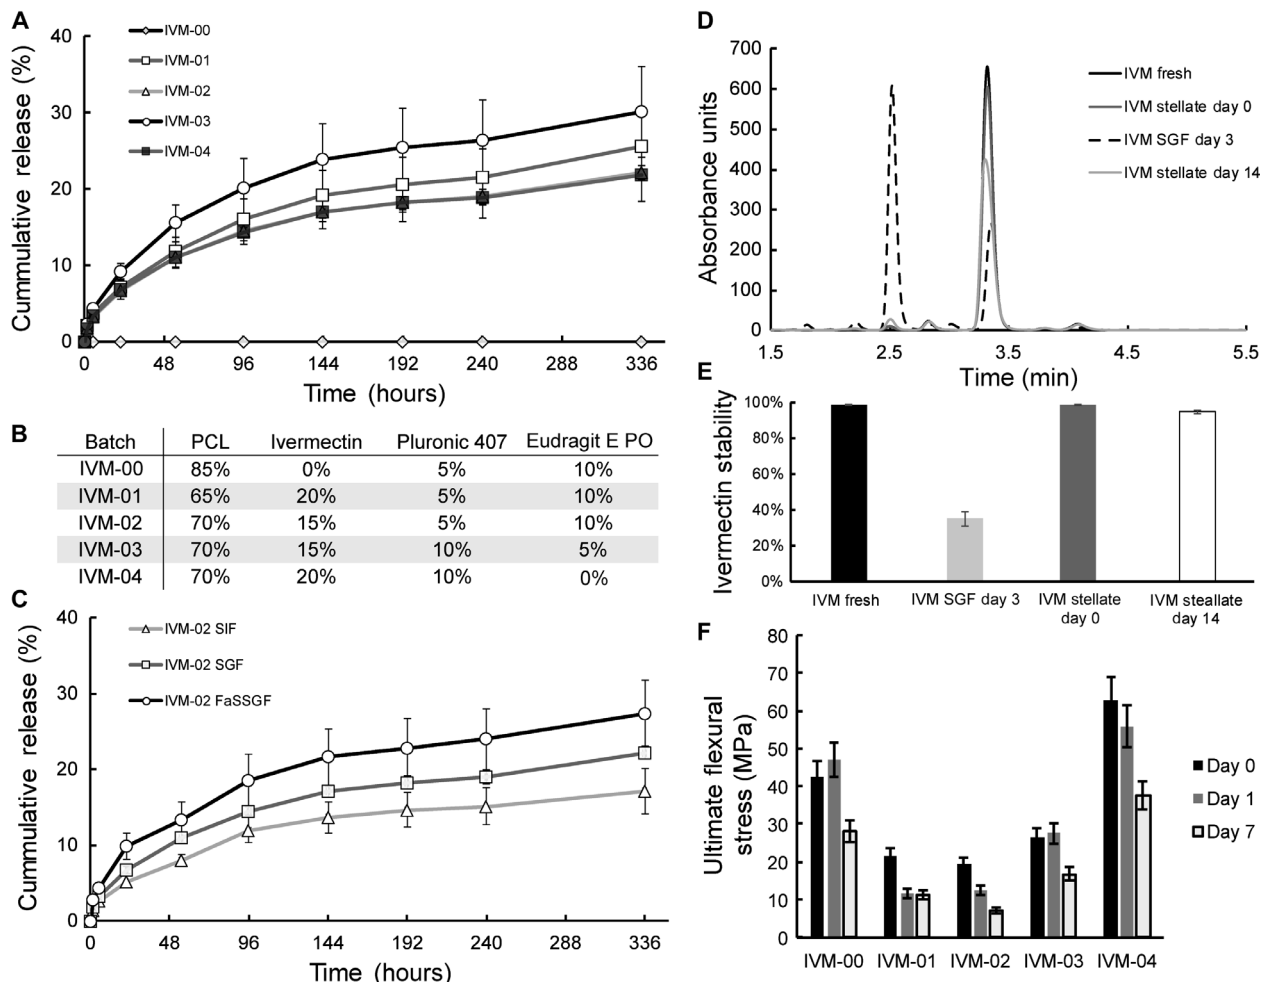 A
Cummulative release (%)
40
30
20
10
0
IVM-00
IVM-01
IVM-02
IVM-03
IVM-04
0 48 96 144 192 240 288 336
Time (hours)
B
Batch PCL Ivermectin Pluronic 407 Eudragit E PO
IVM-00 85% 0% 5% 10%
IVM-01 65% 20% 5% 10%
IVM-02 70% 15% 5% 10%
IVM-03 70% 15% 10% 5%
IVM-04 70% 20% 10% 0%
C
Cummulative release (%)
40
30
20
10
0
IVM-02 SIF
IVM-02 SGF
IVM-02 FaSSGF
0 48 96 144 192 240 288 336
Time (hours)
D
Absorbance units
700
600
500
400
300
200
100
0
IVM fresh
IVM stellate day 0
IVM SGF day 3
IVM stellate day 14
1.5 2.5 3.5 4.5 5.5
Time (min)
E
Ivermectin stability
100%
80%
60%
40%
20%
0%
IVM fresh IVM SGF day 3 IVM stellate IVM steallate
day 0 day 14
F
Ultimate flexural
stress (MPa)
80
70
60
50
40
30
20
10
0
Day 0
Day 1
Day 7
IVM-00 IVM-01 IVM-02 IVM-03 IVM-04